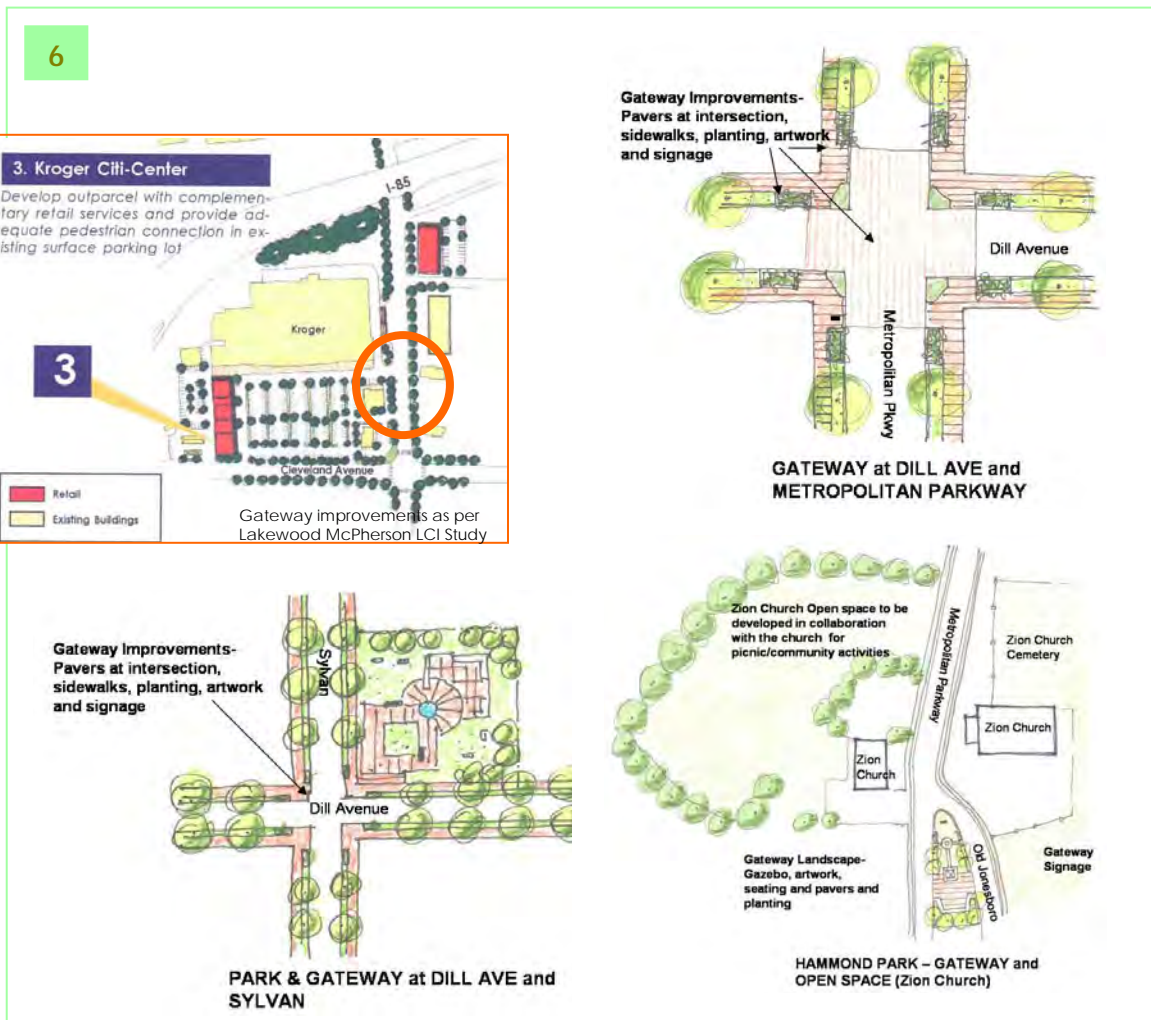 6
3. Kroger Citi-Center
Develop outparcel with complemen-
tary retail services and provide ad-
equate pedestrian connection in ex-
isting surface parking lot
I-85
Kroger
3
Cleveland Avenue
Retail
Existing Buildings
Gateway improvements as per
Lakewood McPherson LCI Study
Gateway Improvements-
Pavers at intersection,
sidewalks, planting, artwork
and signage
Dill Avenue
Metropolitan Pkwy
GATEWAY at DILL AVE and
METROPOLITAN PARKWAY
Gateway Improvements-
Pavers at intersection,
sidewalks, planting, artwork
and signage
Sylvan
Dill Avenue
PARK & GATEWAY at DILL AVE and
SYLVAN
Zion Church Open space to be
developed in collaboration
with the church for
picnic/community activities
Metropolitan Parkway
Zion Church
Cemetery
Zion Church
Zion
Church
Gateway Landscape-
Gazebo, artwork,
seating and pavers and
planting
Old Jonesboro
Gateway
Signage
HAMMOND PARK – GATEWAY and
OPEN SPACE (Zion Church)